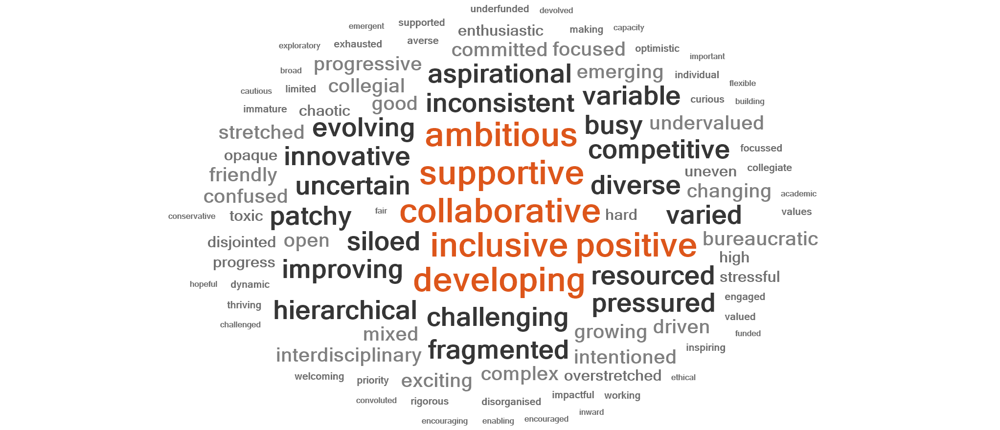 underfunded devolved
emergent supported enthusiastic making capacity
exploratory exhausted averse committed focused optimistic
important
broad progressive aspirational emerging individual
cautious limited collegial flexible
immature chaotic good inconsistent variable curious building
stretched evolving ambitious busy undervalued
opaque innovative competitive focussed
friendly supportive uneven collegiate
confused uncertain diverse changing academic
conservative toxic patchy fair collaborative hard varied values
disjointed open siloed inclusive positive bureaucratic
progress improving high
hopeful dynamic developing resourced stressful
thriving hierarchical challenging pressured engaged
challenged valued
mixed growing driven funded
interdisciplinary fragmented intentioned inspiring
welcoming priority exciting complex overstretched ethical
convoluted rigorous disorganised impactful working
encouraging enabling encouraged inward